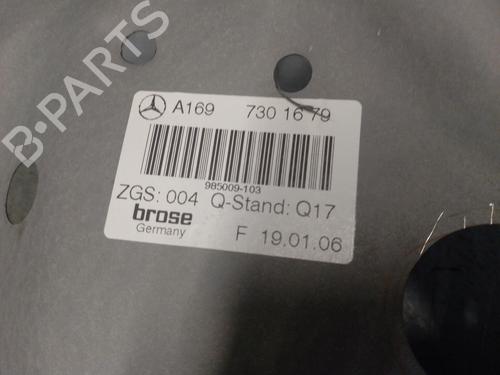 B-PARTS
A169 730 16 79
985009-103
ZGS: 004 Q-Stand: Q17
brose
Germany
F 19.01.06